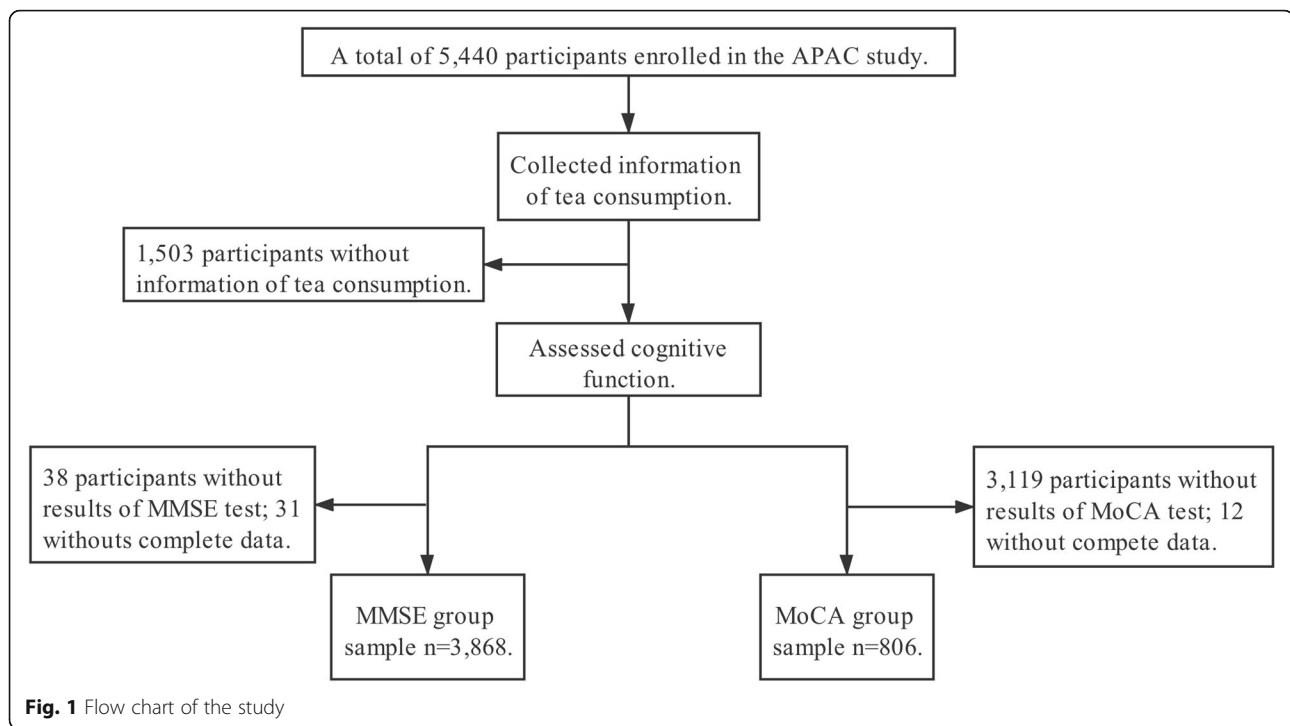 A total of 5,440 participants enrolled in the APAC study.
Collected information
of tea consumption.
1,503 participants without
information of tea consumption.
Assessed cognitive
function.
38 participants without
results of MMSE test; 31
withouts complete data.
3,119 participants without
results of MoCA test; 12
without compete data.
MMSE group
sample n=3,868.
MoCA group
sample n=806.
Fig. 1 Flow chart of the study